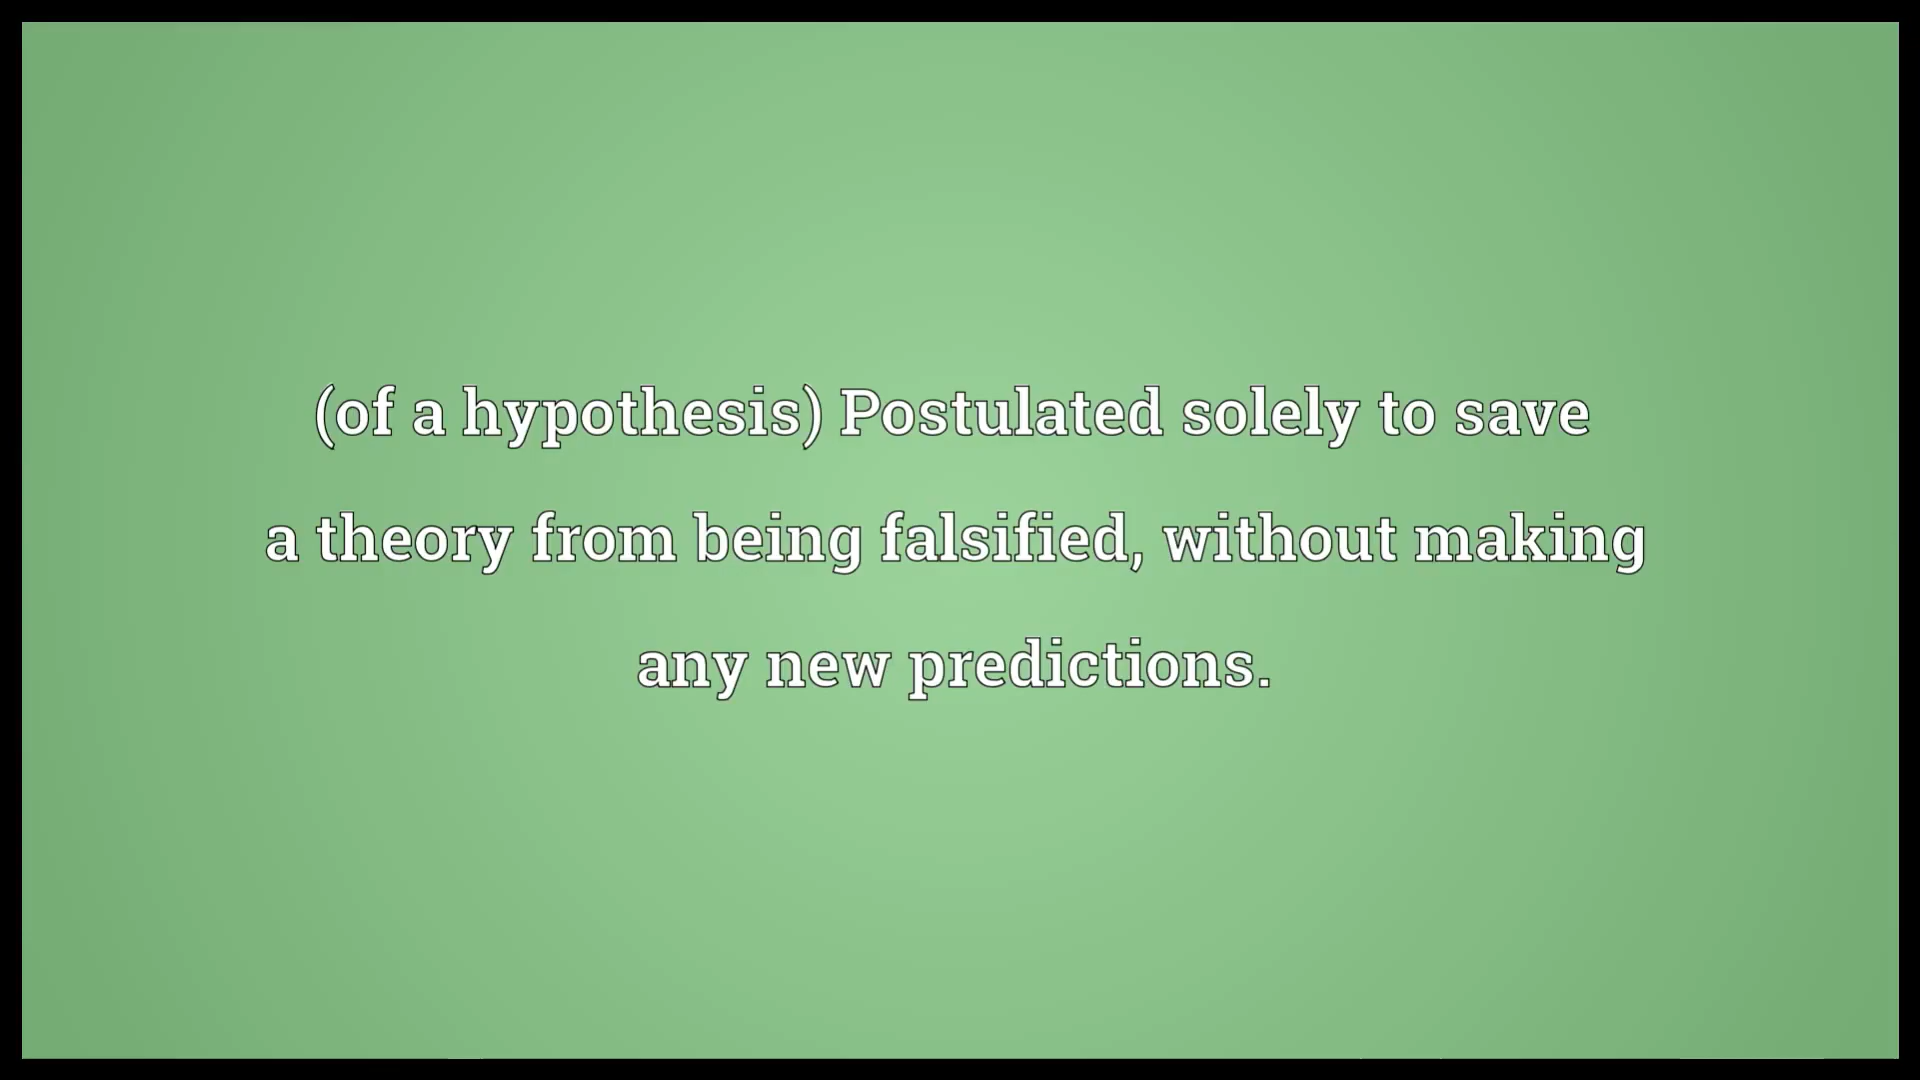 (of a hypothesis) Postulated solely to save
a theory from being falsified, without making
any new predictions.